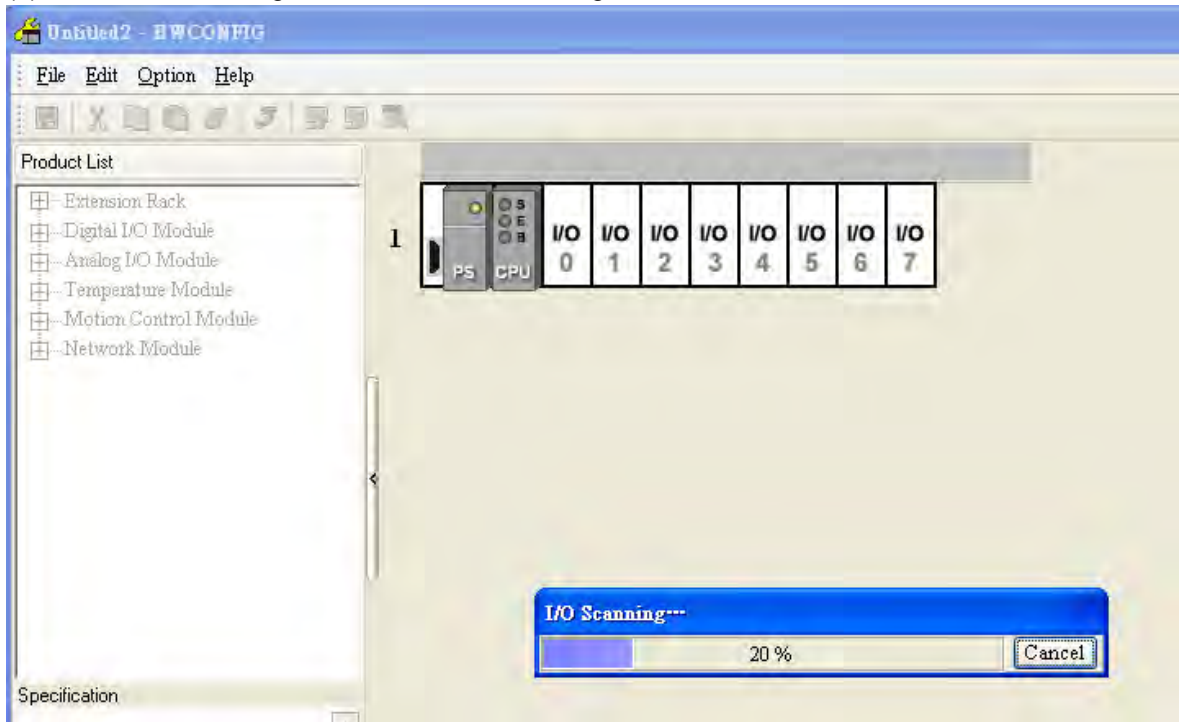 Untitled2 - HWCONFIG
File Edit Option Help
Product List
Extension Rack
Digital I/O Module
Analog I/O Module
Temperature Module
Motion Control Module
Network Module
1
PS CPU S E B I/O 0 I/O 1 I/O 2 I/O 3 I/O 4 I/O 5 I/O 6 I/O 7
I/O Scanning---
20 % Cancel
Specification